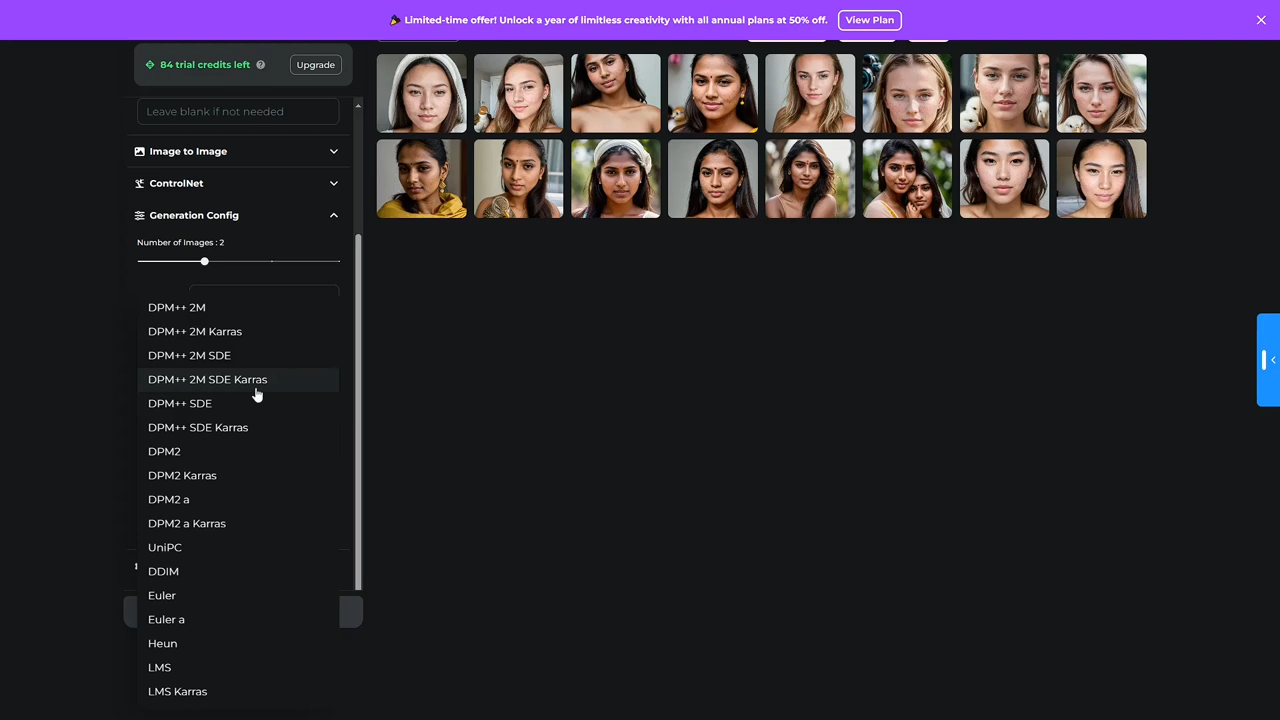 🎉 Limited-time offer! Unlock a year of limitless creativity with all annual plans at 50% off.
View Plan
84 trial credits left
Upgrade
Leave blank if not needed
Image to Image
ControlNet
Generation Config
Number of Images : 2
DPM++ 2M
DPM++ 2M Karras
DPM++ 2M SDE
DPM++ 2M SDE Karras
DPM++ SDE
DPM++ SDE Karras
DPM2
DPM2 Karras
DPM2 a
DPM2 a Karras
UniPC
DDIM
Euler
Euler a
Heun
LMS
LMS Karras